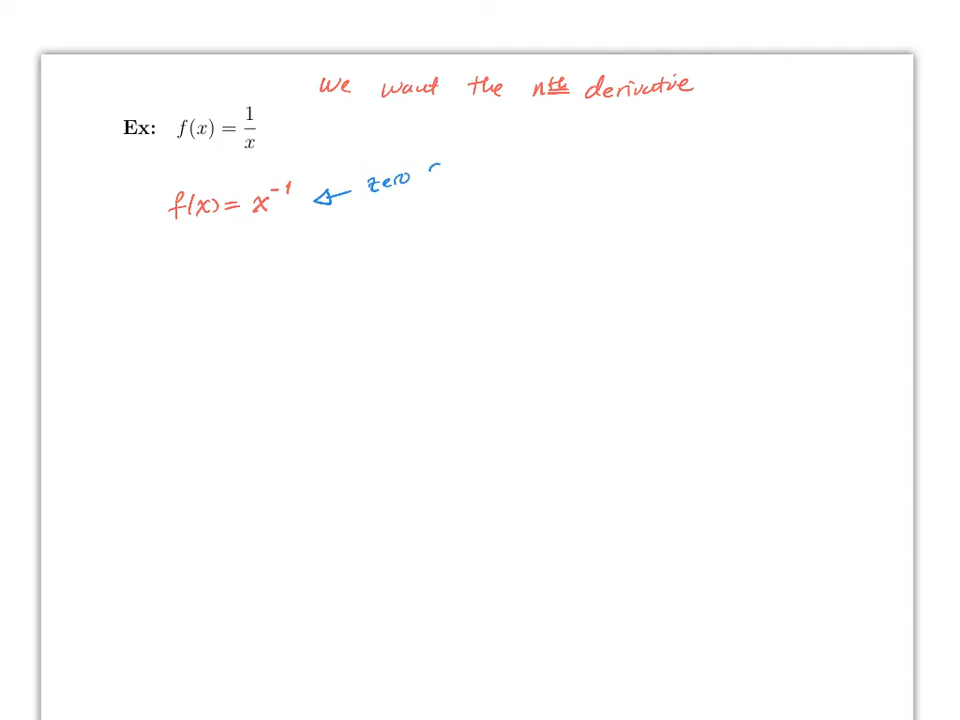 We want the nth derivative
Ex: f(x) = 1/x
f(x) = x^-1 ← zero